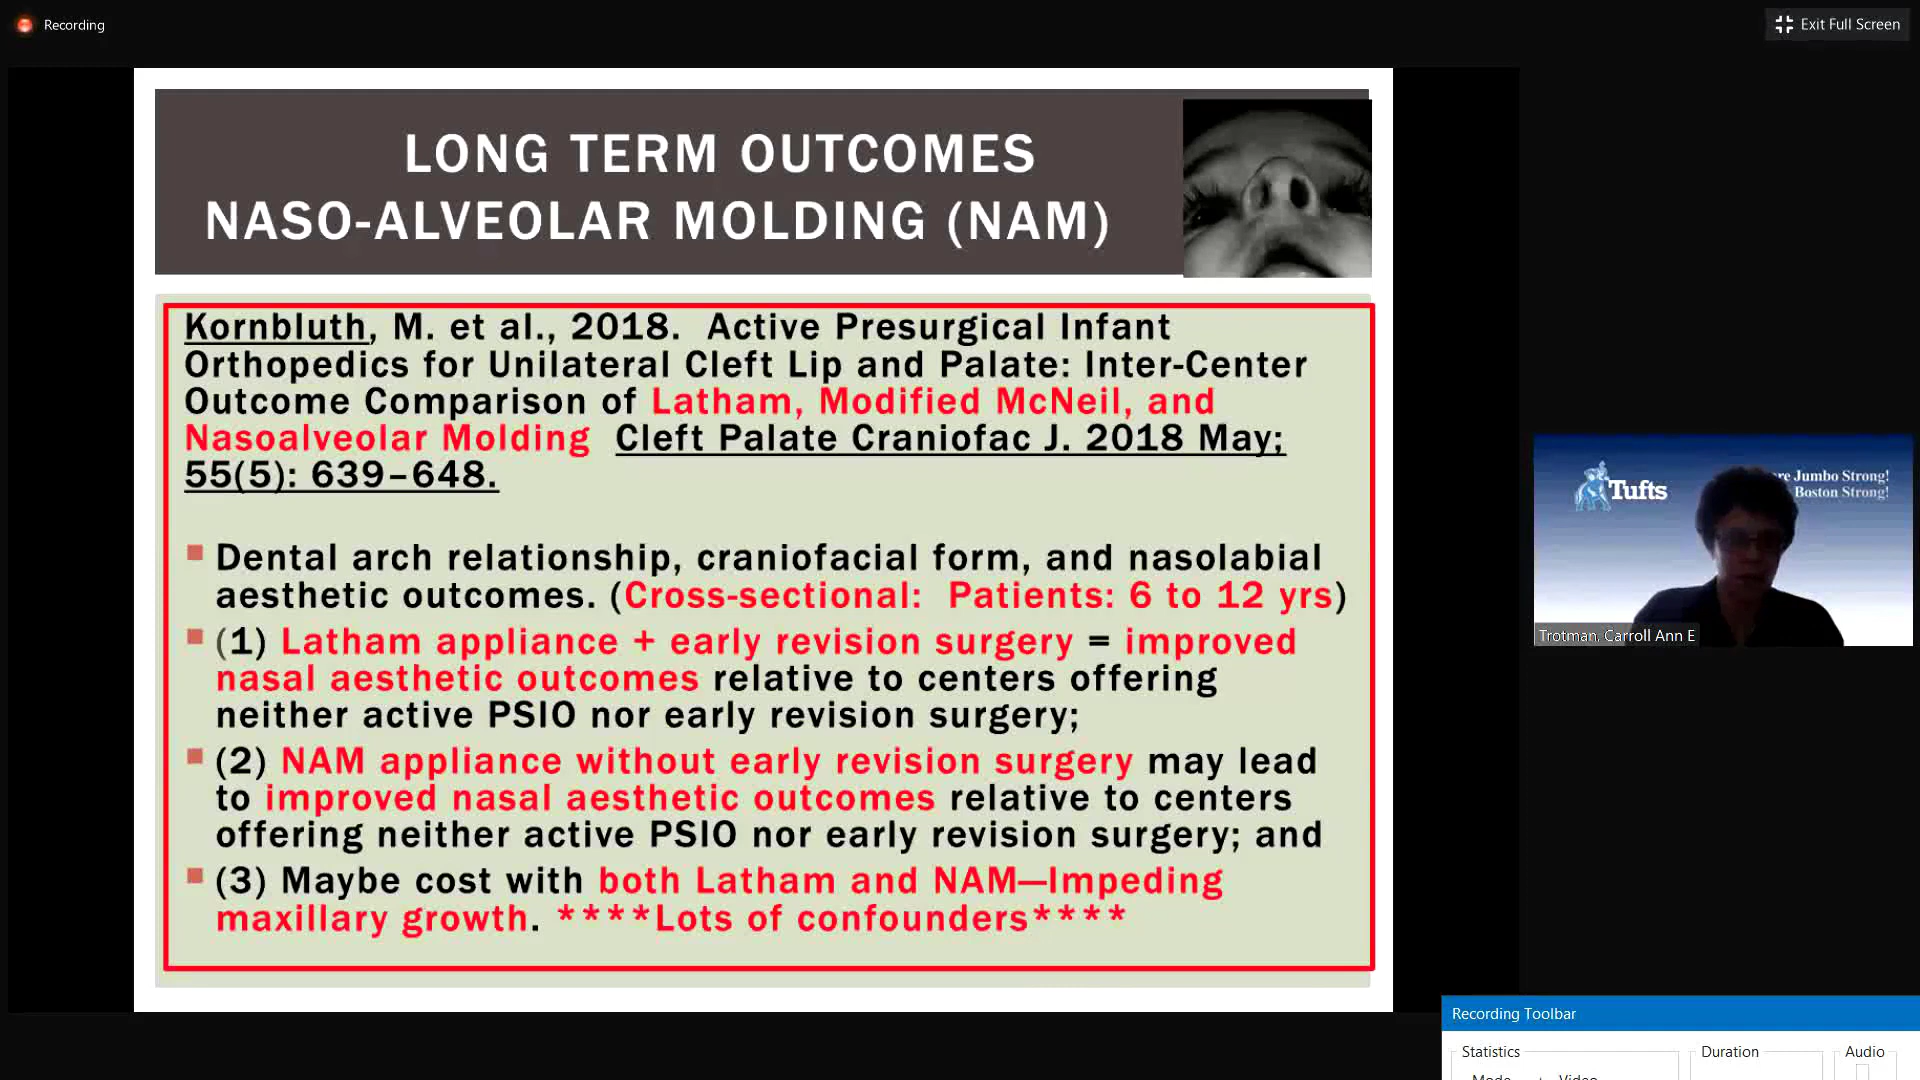 Recording
Exit Full Screen
LONG TERM OUTCOMES
NASO-ALVEOLAR MOLDING (NAM)
Kornbluth, M. et al., 2018. Active Presurgical Infant
Orthopedics for Unilateral Cleft Lip and Palate: Inter-Center
Outcome Comparison of Latham, Modified McNeil, and
Nasoalveolar Molding Cleft Palate Craniofac J. 2018 May;
55(5): 639–648.
Dental arch relationship, craniofacial form, and nasolabial
aesthetic outcomes. (Cross-sectional: Patients: 6 to 12 yrs)
(1) Latham appliance + early revision surgery = improved
nasal aesthetic outcomes relative to centers offering
neither active PSIO nor early revision surgery;
(2) NAM appliance without early revision surgery may lead
to improved nasal aesthetic outcomes relative to centers
offering neither active PSIO nor early revision surgery; and
(3) Maybe cost with both Latham and NAM—Impeding
maxillary growth. ****Lots of confounders****
Tufts
Jumbo Strong!
Boston Strong!
Trotman, Carroll Ann E
Recording Toolbar
Statistics
Duration
Audio